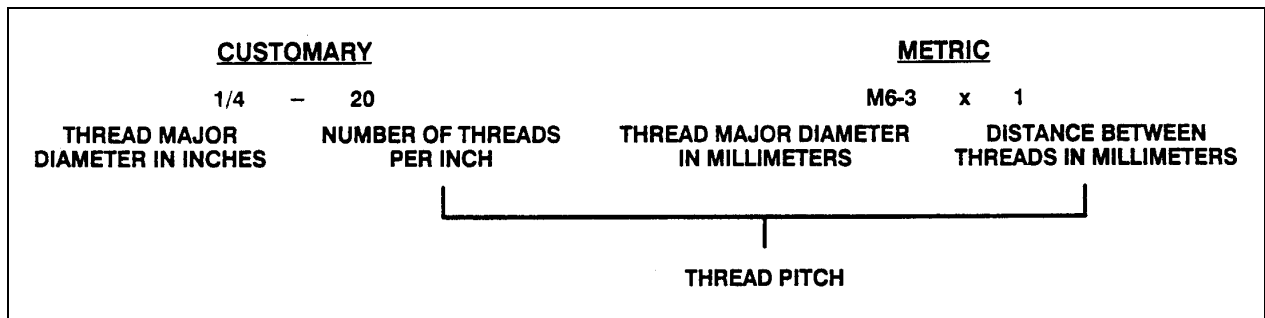 CUSTOMARY
1/4 – 20
THREAD MAJOR DIAMETER IN INCHES
NUMBER OF THREADS PER INCH
METRIC
M6-3 x 1
THREAD MAJOR DIAMETER IN MILLIMETERS
DISTANCE BETWEEN THREADS IN MILLIMETERS
THREAD PITCH